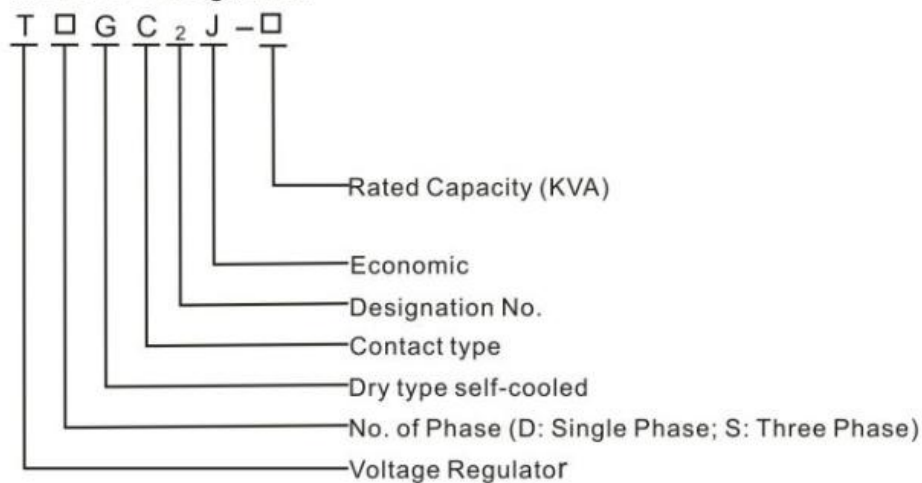 T □ G C 2 J - □
Rated Capacity (KVA)
Economic
Designation No.
Contact type
Dry type self-cooled
No. of Phase (D: Single Phase; S: Three Phase)
Voltage Regulator